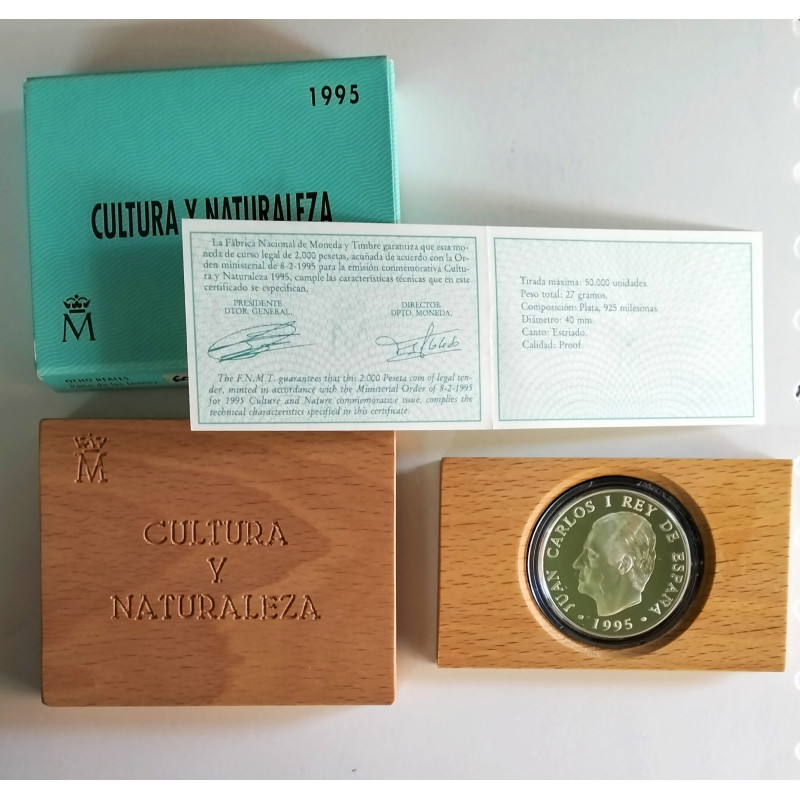 1995
CULTURA Y NATURALEZA
M
OCHO REALES
La Fábrica Nacional de Moneda y Timbre garantiza que esta mo-
neda de curso legal de 2.000 pesetas, acuñada de acuerdo con la Or-
den ministerial de 8-2-1995 para la emisión conmemorativa Cultu-
ra y Naturaleza 1995, cumple las características técnicas que en este
certificado se especifican.
PRESIDENTE
DTOR. GENERAL,
DIRECTOR
DPTO. MONEDA,
The F.N.M.T. guarantees that this 2.000 Peseta coin of legal ten-
der, minted in accordance with the Ministerial Order of 8-2-1995
for 1995 Culture and Nature commemorative issue, complies the
technical characteristics specified in this certificate.
Tirada máxima: 50.000 unidades.
Peso total: 27 gramos.
Composición: Plata, 925 milésimas.
Diámetro: 40 mm.
Canto: Estriado.
Calidad: Proof.
M
CULTURA
Y
NATURALEZA
JUAN CARLOS I REY DE ESPAÑA
1995